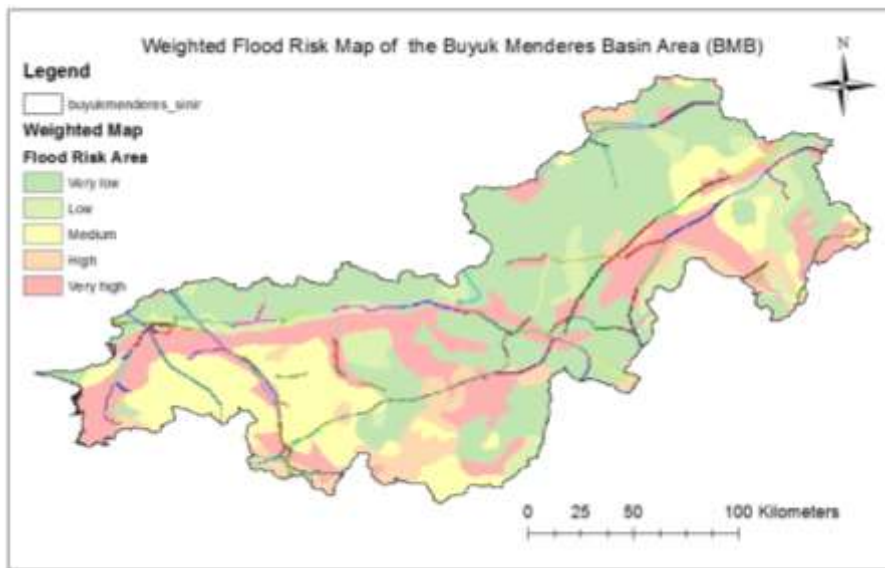 Weighted Flood Risk Map of the Buyuk Menderes Basin Area (BMB)
N
Legend
buyukmenderes_sinir
Weighted Map
Flood Risk Area
Very low
Low
Medium
High
Very high
0 25 50 100 Kilometers